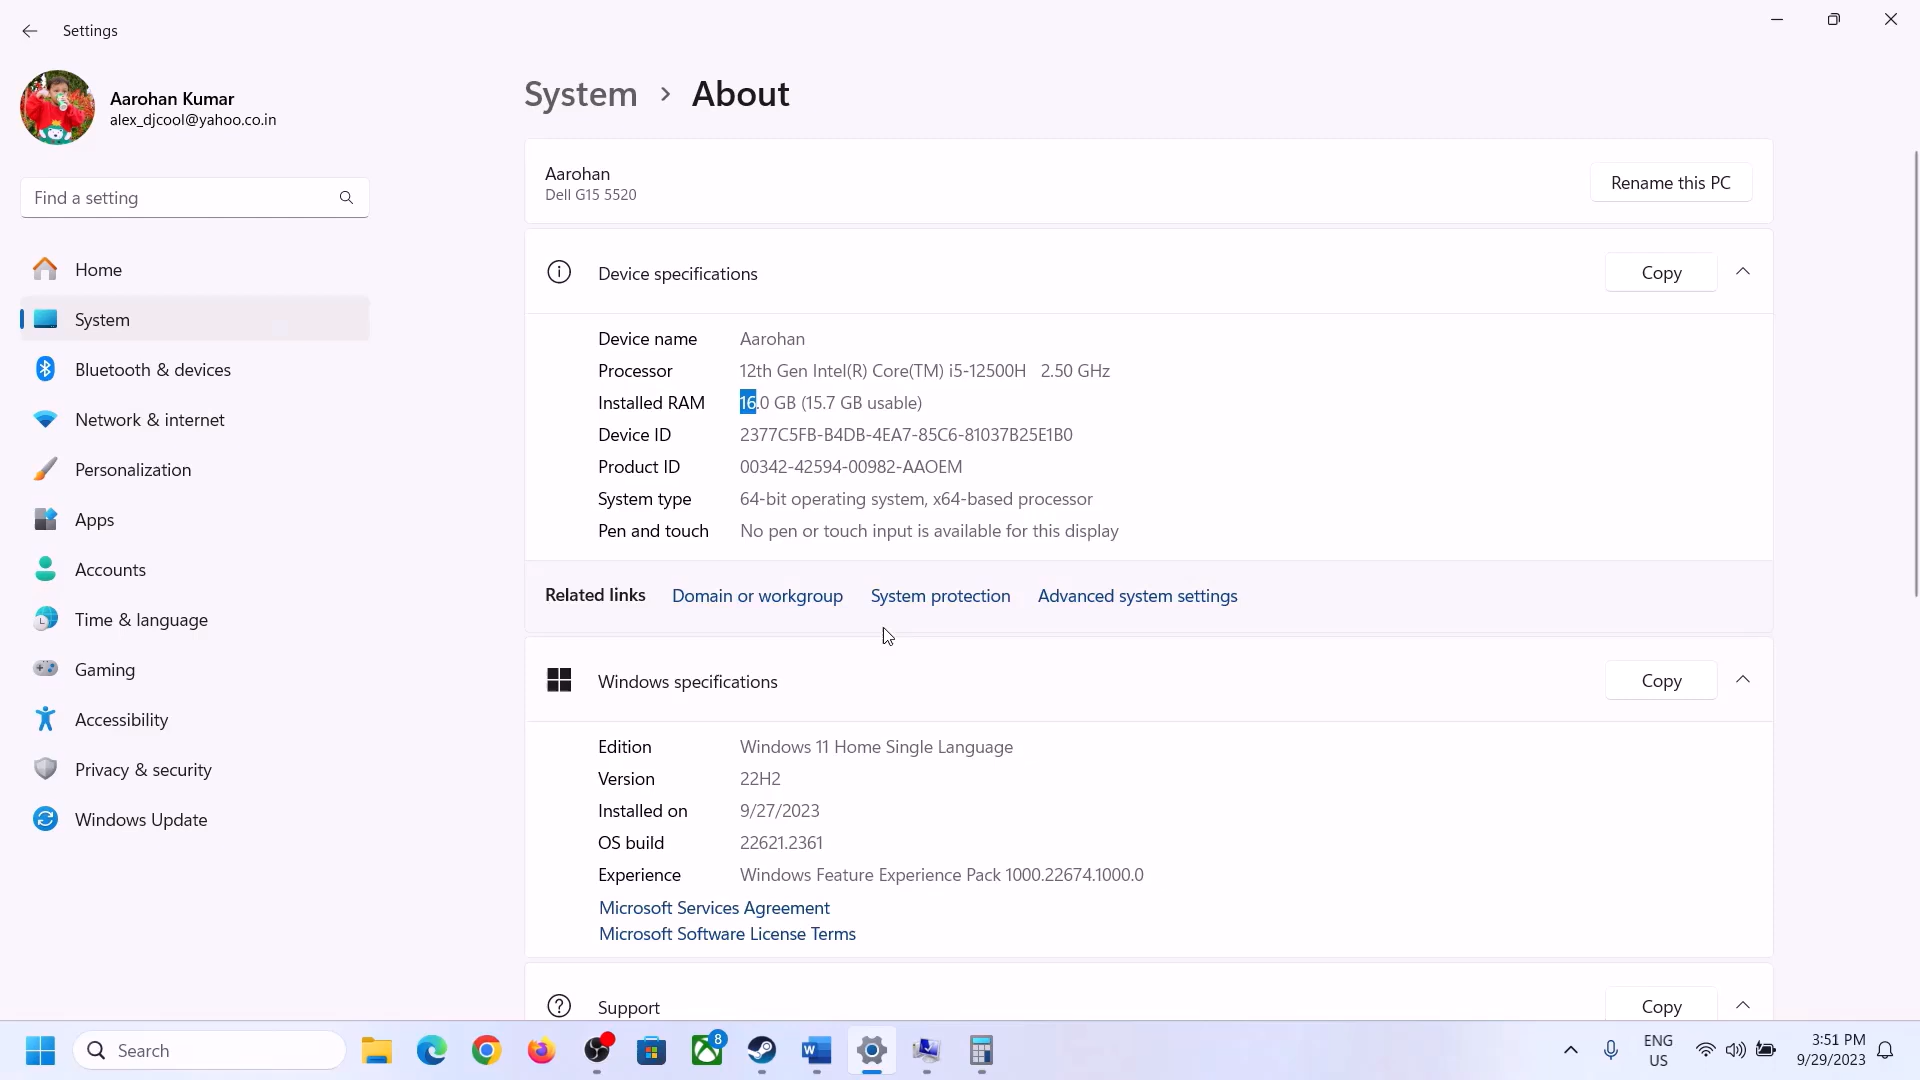 Settings
Aarohan Kumar
alex_djcool@yahoo.co.in
Find a setting
Home
System
Bluetooth & devices
Network & internet
Personalization
Apps
Accounts
Time & language
Gaming
Accessibility
Privacy & security
Windows Update
System > About
Aarohan
Dell G15 5520
Rename this PC
Device specifications
Copy
Device name Aarohan
Processor 12th Gen Intel(R) Core(TM) i5-12500H 2.50 GHz
Installed RAM 16.0 GB (15.7 GB usable)
Device ID 2377C5FB-B4DB-4EA7-85C6-81037B25E1B0
Product ID 00342-42594-00982-AAOEM
System type 64-bit operating system, x64-based processor
Pen and touch No pen or touch input is available for this display
Related links Domain or workgroup System protection Advanced system settings
Windows specifications
Copy
Edition Windows 11 Home Single Language
Version 22H2
Installed on 9/27/2023
OS build 22621.2361
Experience Windows Feature Experience Pack 1000.22674.1000.0
Microsoft Services Agreement
Microsoft Software License Terms
Support
Copy
Search
8
W
ENG
US
3:51 PM
9/29/2023